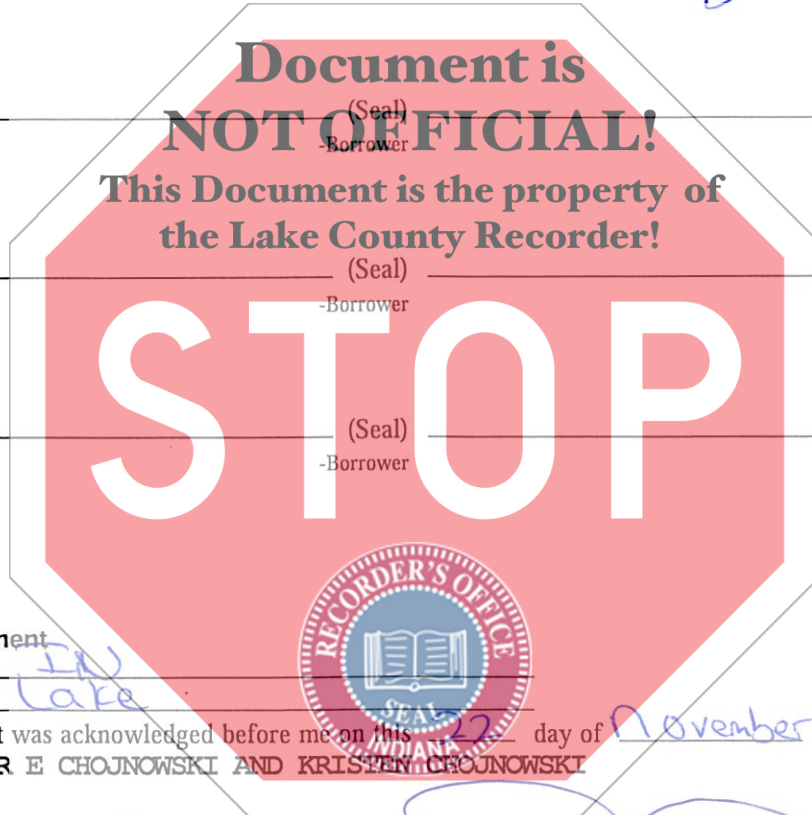 Document is
(Seal)
NOT OFFICIAL!
-Borrower
This Document is the property of
the Lake County Recorder!
(Seal)
-Borrower
STOP
(Seal)
-Borrower
RECORDER'S OFFICE
SEAL
INDIANA
nent
IN
Lake
t was acknowledged before me on this 22 day of November
R E CHOJNOWSKI AND KRISTEN CHOJNOWSKI